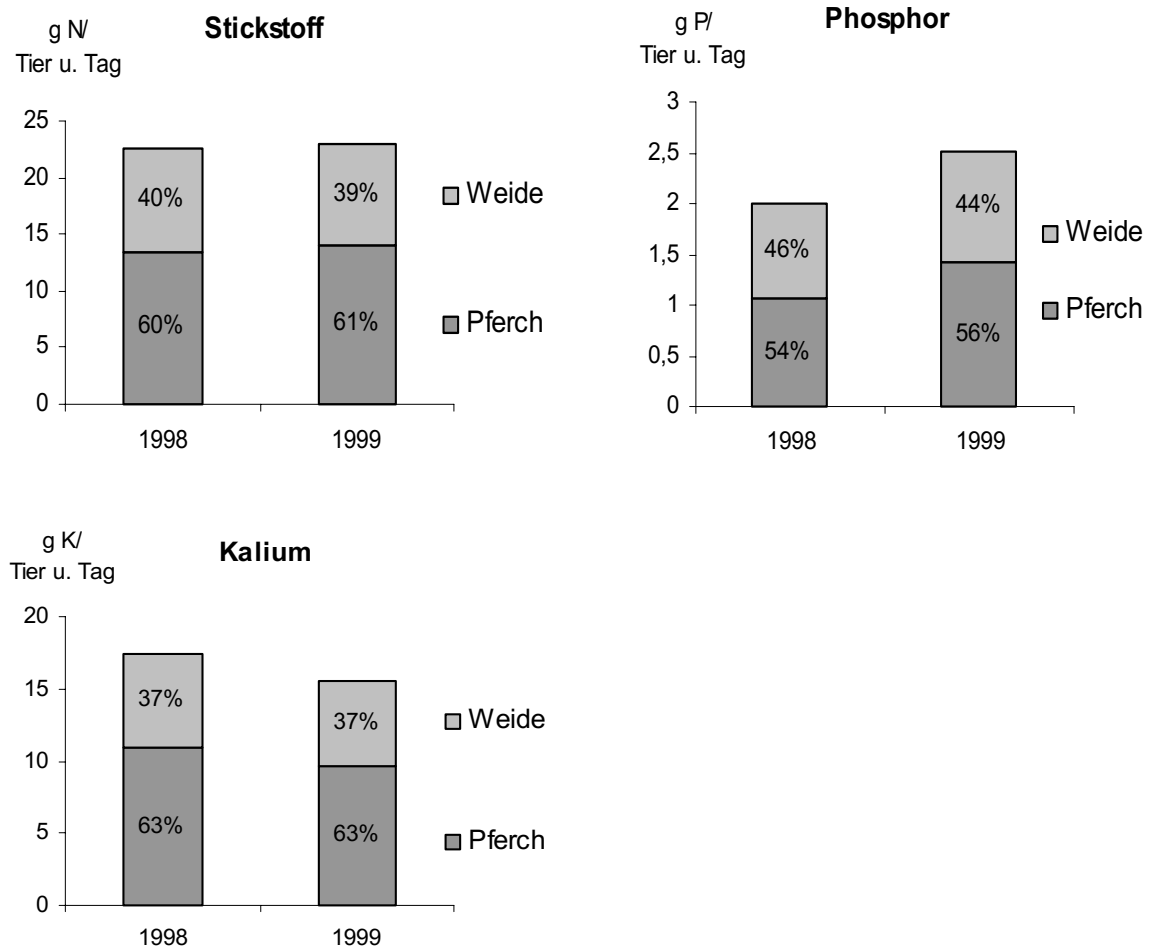 g N/
Tier u. Tag
Stickstoff
25
20
15
10
5
0
40%
39%
60%
61%
1998
1999
Weide
Pferch
g P/
Tier u. Tag
Phosphor
3
2,5
2
1,5
1
0,5
0
46%
44%
54%
56%
1998
1999
Weide
Pferch
g K/
Tier u. Tag
Kalium
20
15
10
5
0
37%
37%
63%
63%
1998
1999
Weide
Pferch